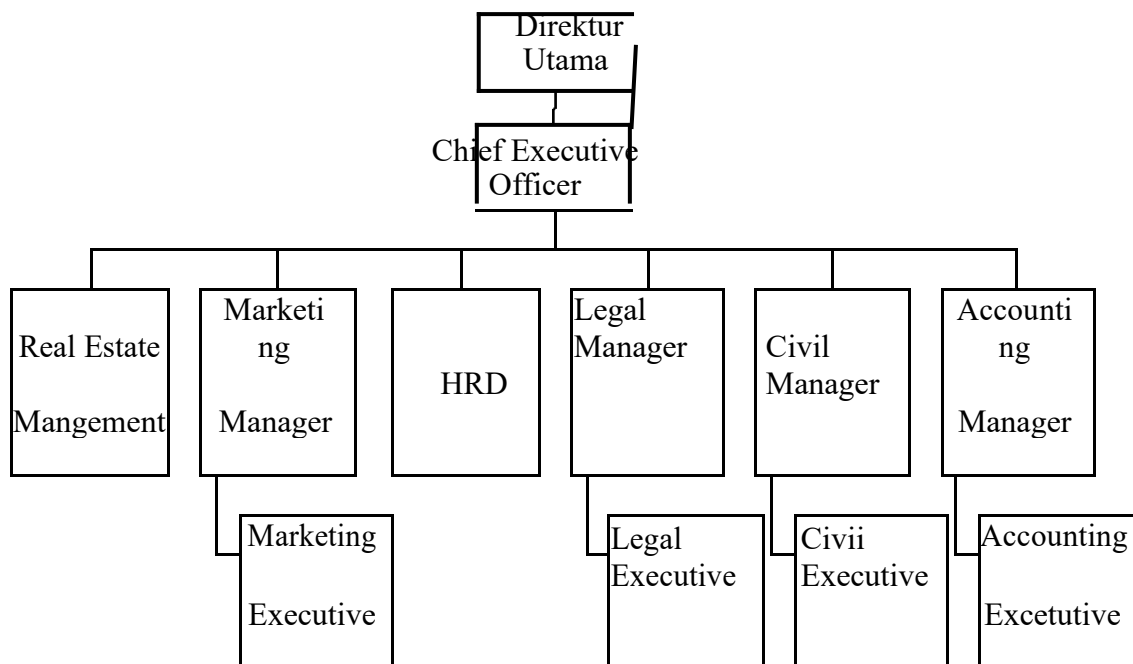 Direktur
Utama
Chief Executive
Officer
Real Estate
Mangement
Marketi
ng
Manager
HRD
Legal
Manager
Civil
Manager
Accounti
ng
Manager
Marketing
Executive
Legal
Executive
Civii
Executive
Accounting
Excetutive